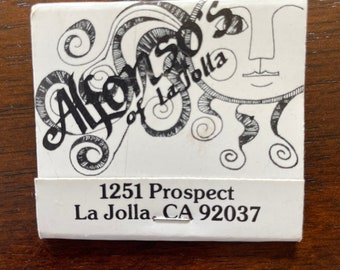 Alfonso's
of La Jolla
1251 Prospect
La Jolla, CA 92037